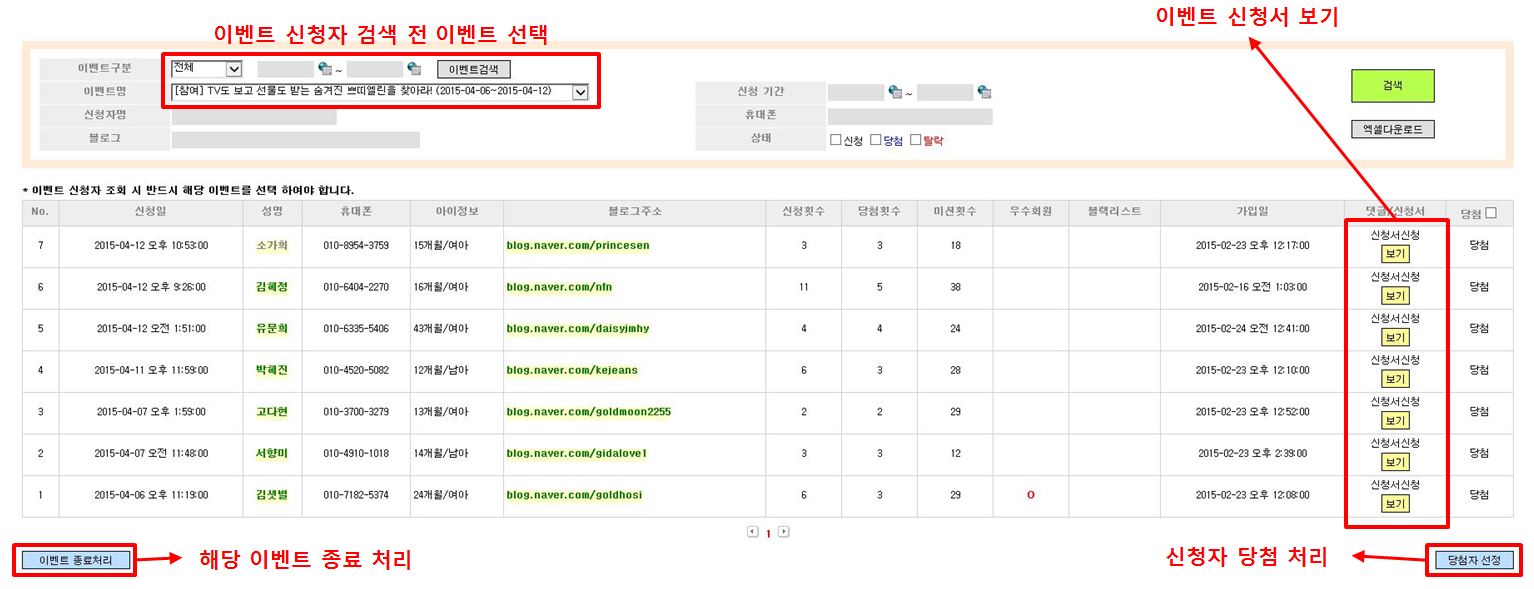 이벤트 신청서 보기
이벤트 신청자 검색 전 이벤트 선택
이벤트구분 전체 ~ 이벤트검색
이벤트명 [참여] TV도 보고 선물도 받는 숨겨진 쁘띠엘린을 찾아라! (2015-04-06~2015-04-12) 신청 기간 ~ 검색
신청자명 휴대폰
블로그 상태 신청 당첨 탈락 엑셀다운로드
* 이벤트 신청자 조회 시 반드시 해당 이벤트를 선택 하여야 합니다.
No. 신청일 성명 휴대폰 아이정보 블로그주소 신청횟수 당첨횟수 미션횟수 우수회원 블랙리스트 가입일 댓글/신청서 당첨
7 2015-04-12 오후 10:53:00 소가희 010-8954-3759 15개월/여아 blog.naver.com/princesen 3 3 18 2015-02-23 오후 12:17:00 신청서신청 보기 당첨
6 2015-04-12 오후 9:26:00 김혜정 010-6404-2270 16개월/여아 blog.naver.com/nfn 11 5 38 2015-02-16 오전 1:03:00 신청서신청 보기 당첨
5 2015-04-12 오전 1:51:00 유문희 010-6335-5406 43개월/여아 blog.naver.com/daisyjmhy 4 4 24 2015-02-24 오전 12:41:00 신청서신청 보기 당첨
4 2015-04-11 오후 11:59:00 박혜진 010-4520-5082 12개월/남아 blog.naver.com/kejeans 6 3 28 2015-02-23 오후 12:10:00 신청서신청 보기 당첨
3 2015-04-07 오후 1:59:00 고다현 010-3700-3279 13개월/여아 blog.naver.com/goldmoon2255 2 2 29 2015-02-23 오후 12:52:00 신청서신청 보기 당첨
2 2015-04-07 오전 11:48:00 서향미 010-4910-1018 14개월/남아 blog.naver.com/gidalove1 3 3 12 2015-02-23 오후 2:39:00 신청서신청 보기 당첨
1 2015-04-06 오후 11:19:00 김샛별 010-7182-5374 24개월/여아 blog.naver.com/goldhosi 6 3 29 O 2015-02-23 오후 12:08:00 신청서신청 보기 당첨
1
이벤트 종료처리 해당 이벤트 종료 처리 신청자 당첨 처리 당첨자 선정